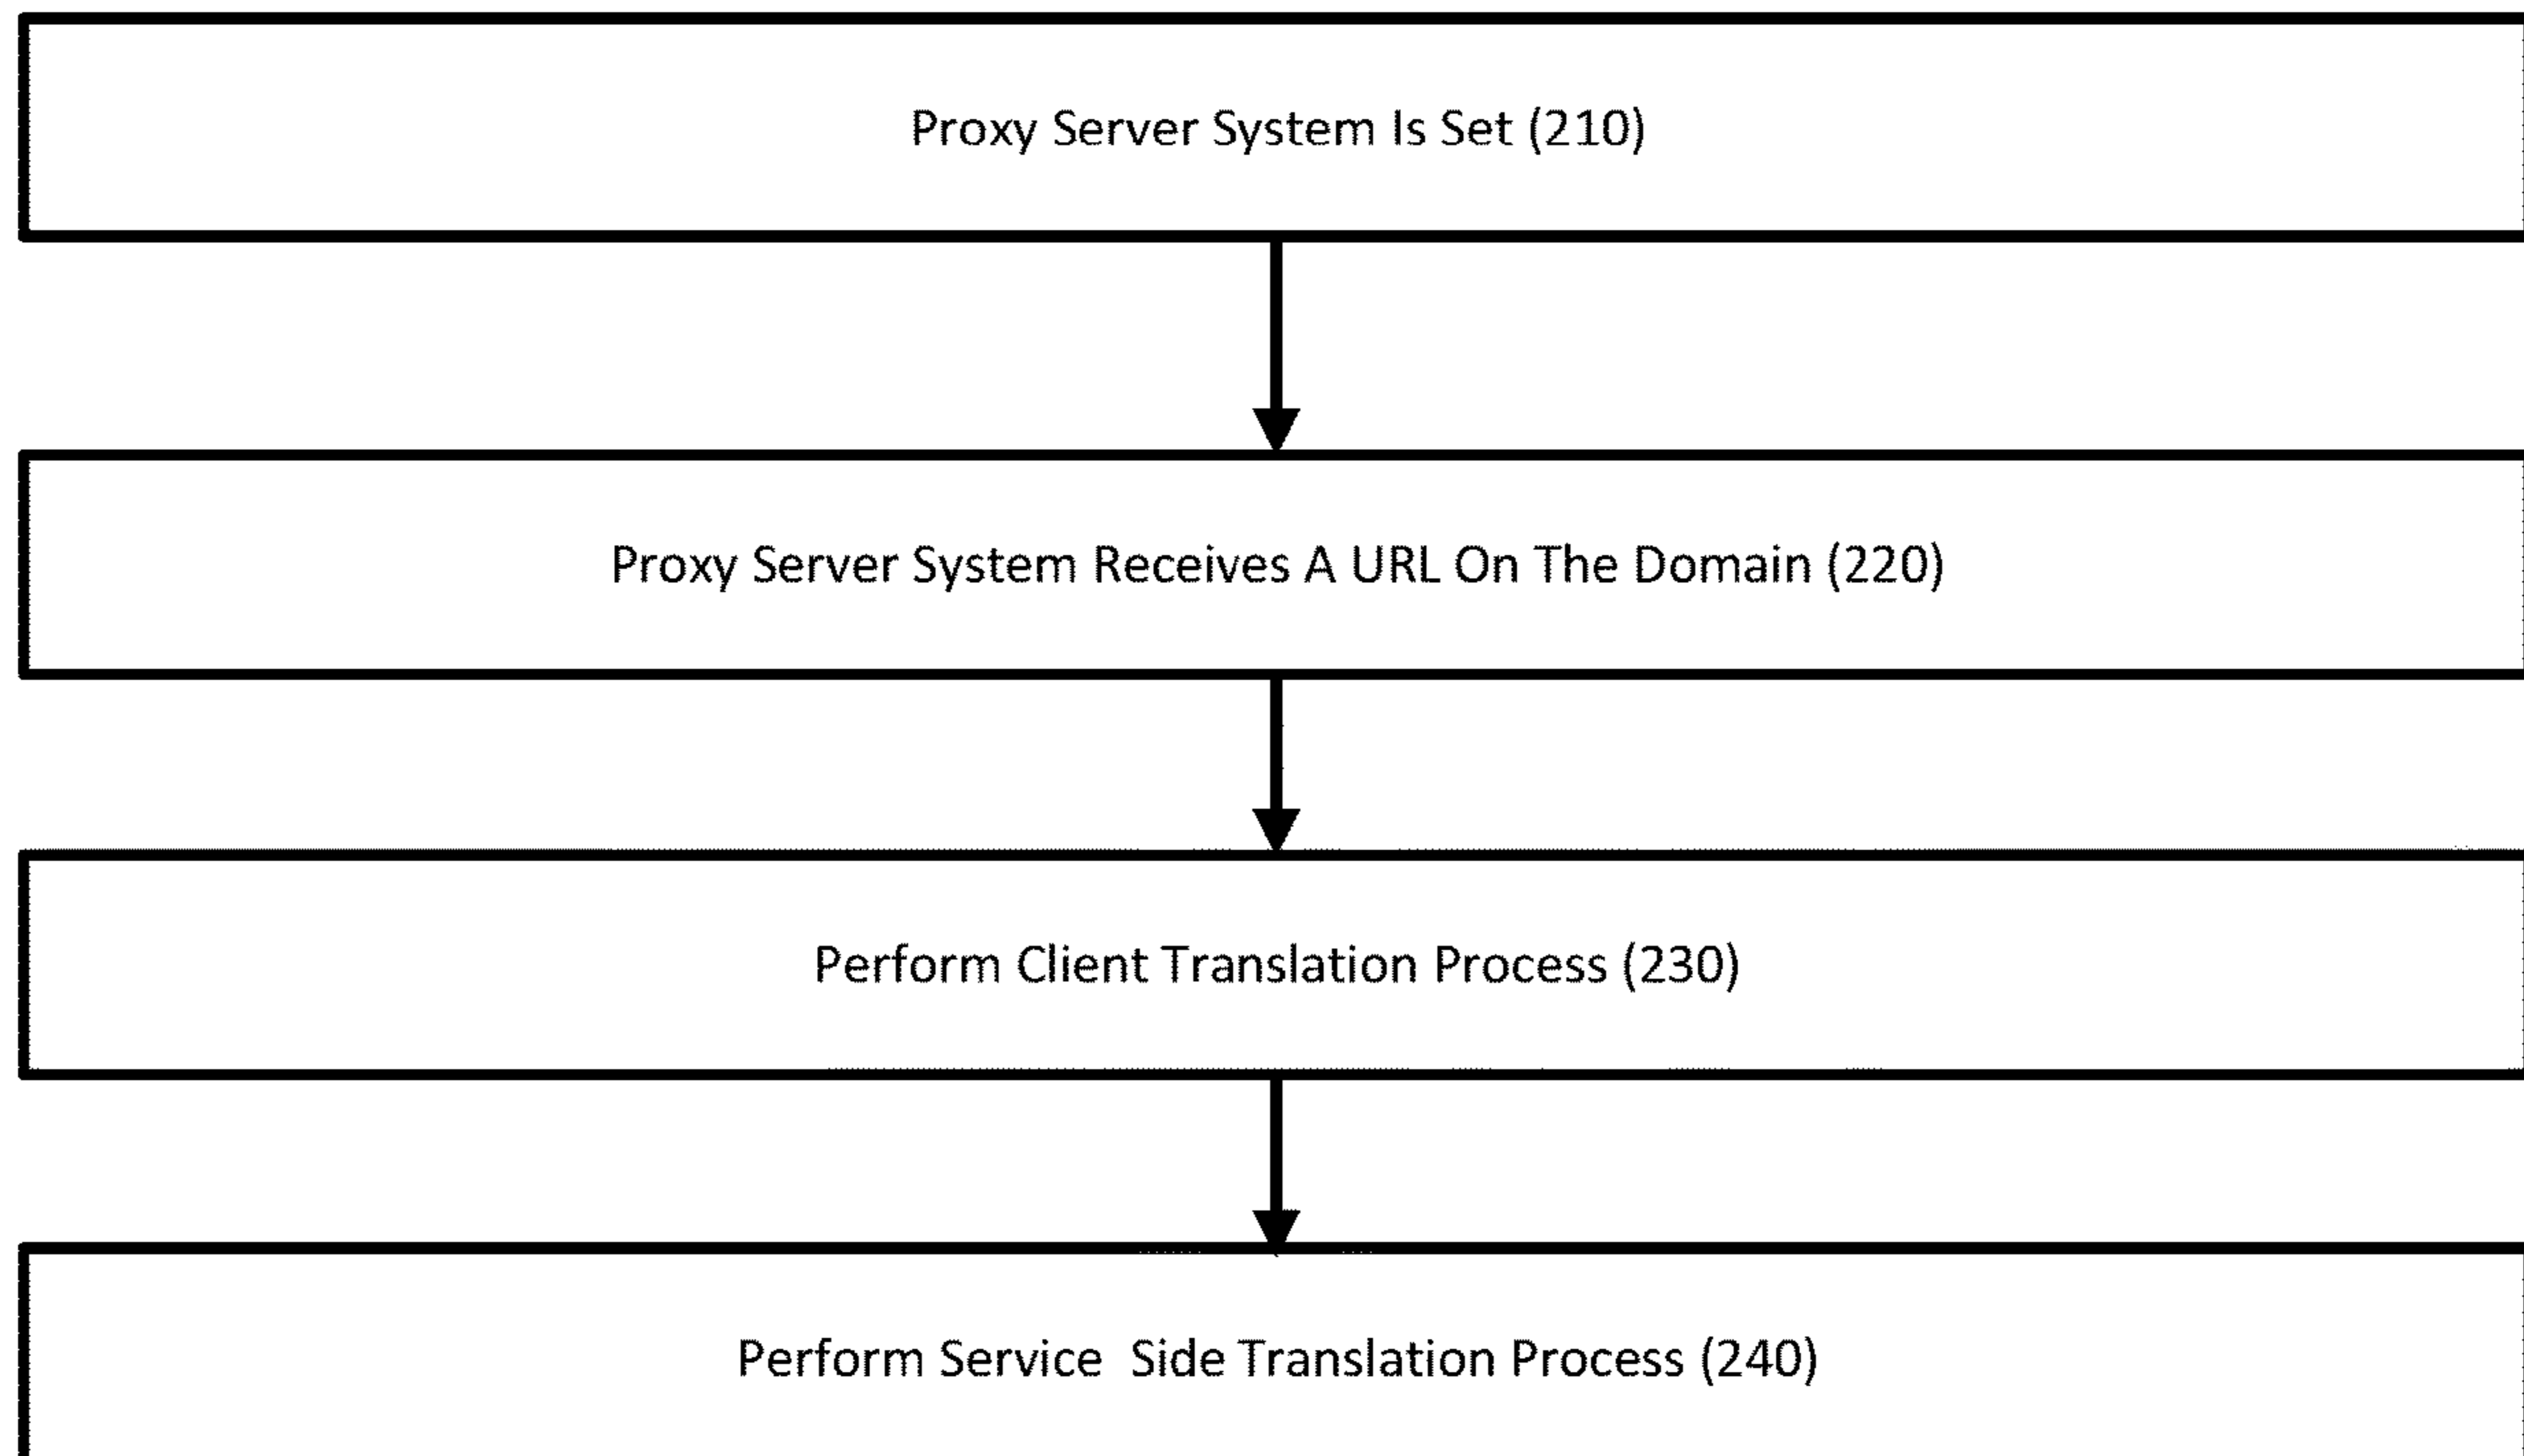 Proxy Server System Is Set (210)
Proxy Server System Receives A URL On The Domain (220)
Perform Client Translation Process (230)
Perform Service  Side Translation Process (240)